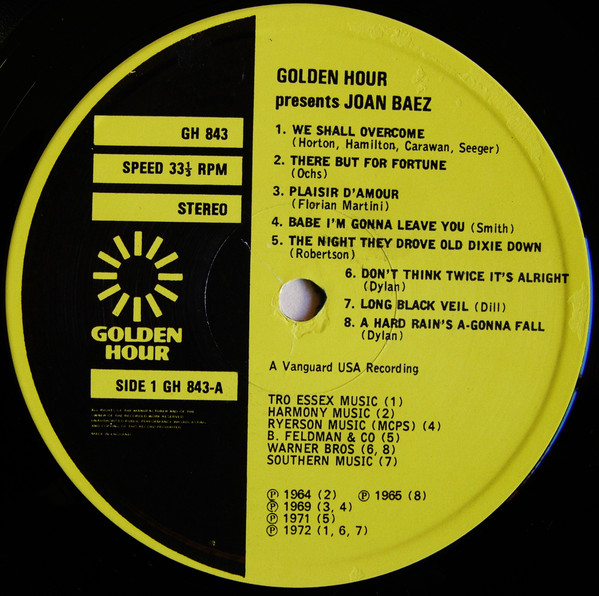 GH 843
SPEED 33⅓ RPM
STEREO
GOLDEN
HOUR
SIDE 1 GH 843-A
MADE IN ENGLAND
GOLDEN HOUR
presents JOAN BAEZ
1. WE SHALL OVERCOME
(Horton, Hamilton, Carawan, Seeger)
2. THERE BUT FOR FORTUNE
(Ochs)
3. PLAISIR D'AMOUR
(Florian Martini)
4. BABE I'M GONNA LEAVE YOU (Smith)
5. THE NIGHT THEY DROVE OLD DIXIE DOWN
(Robertson)
6. DON'T THINK TWICE IT'S ALRIGHT
(Dylan)
7. LONG BLACK VEIL (Dill)
8. A HARD RAIN'S A-GONNA FALL
(Dylan)
A Vanguard USA Recording
TRO ESSEX MUSIC (1)
HARMONY MUSIC (2)
RYERSON MUSIC (MCPS) (4)
B. FELDMAN & CO (5)
WARNER BROS (6, 8)
SOUTHERN MUSIC (7)
℗ 1964 (2) ℗ 1965 (8)
℗ 1969 (3, 4)
℗ 1971 (5)
℗ 1972 (1, 6, 7)